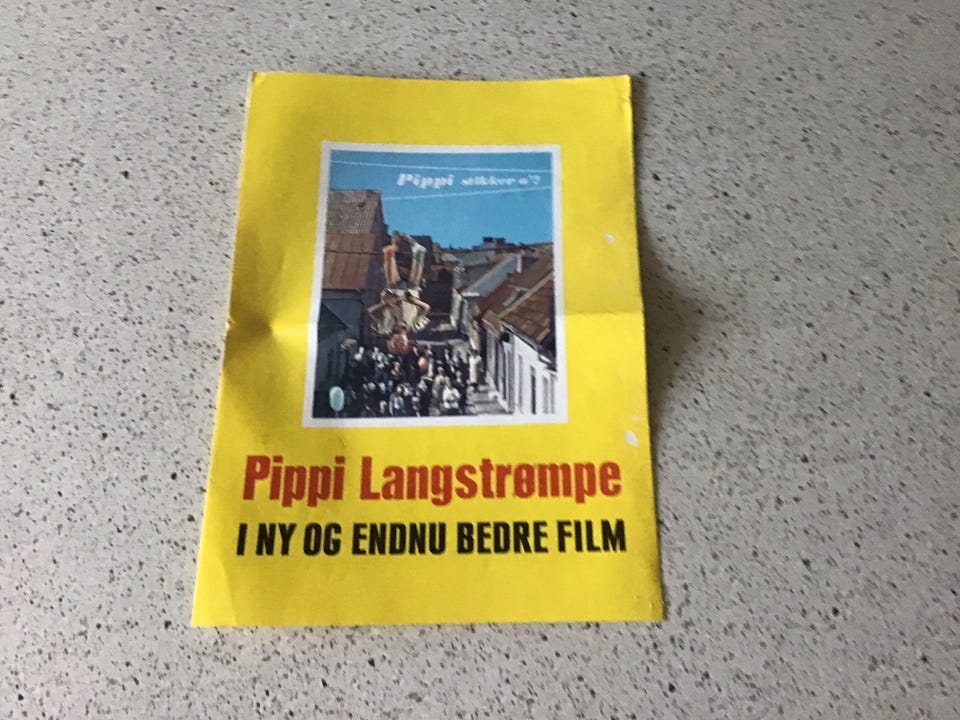 Pippi stikker a'!
Pippi Langstrømpe
I NY OG ENDNU BEDRE FILM